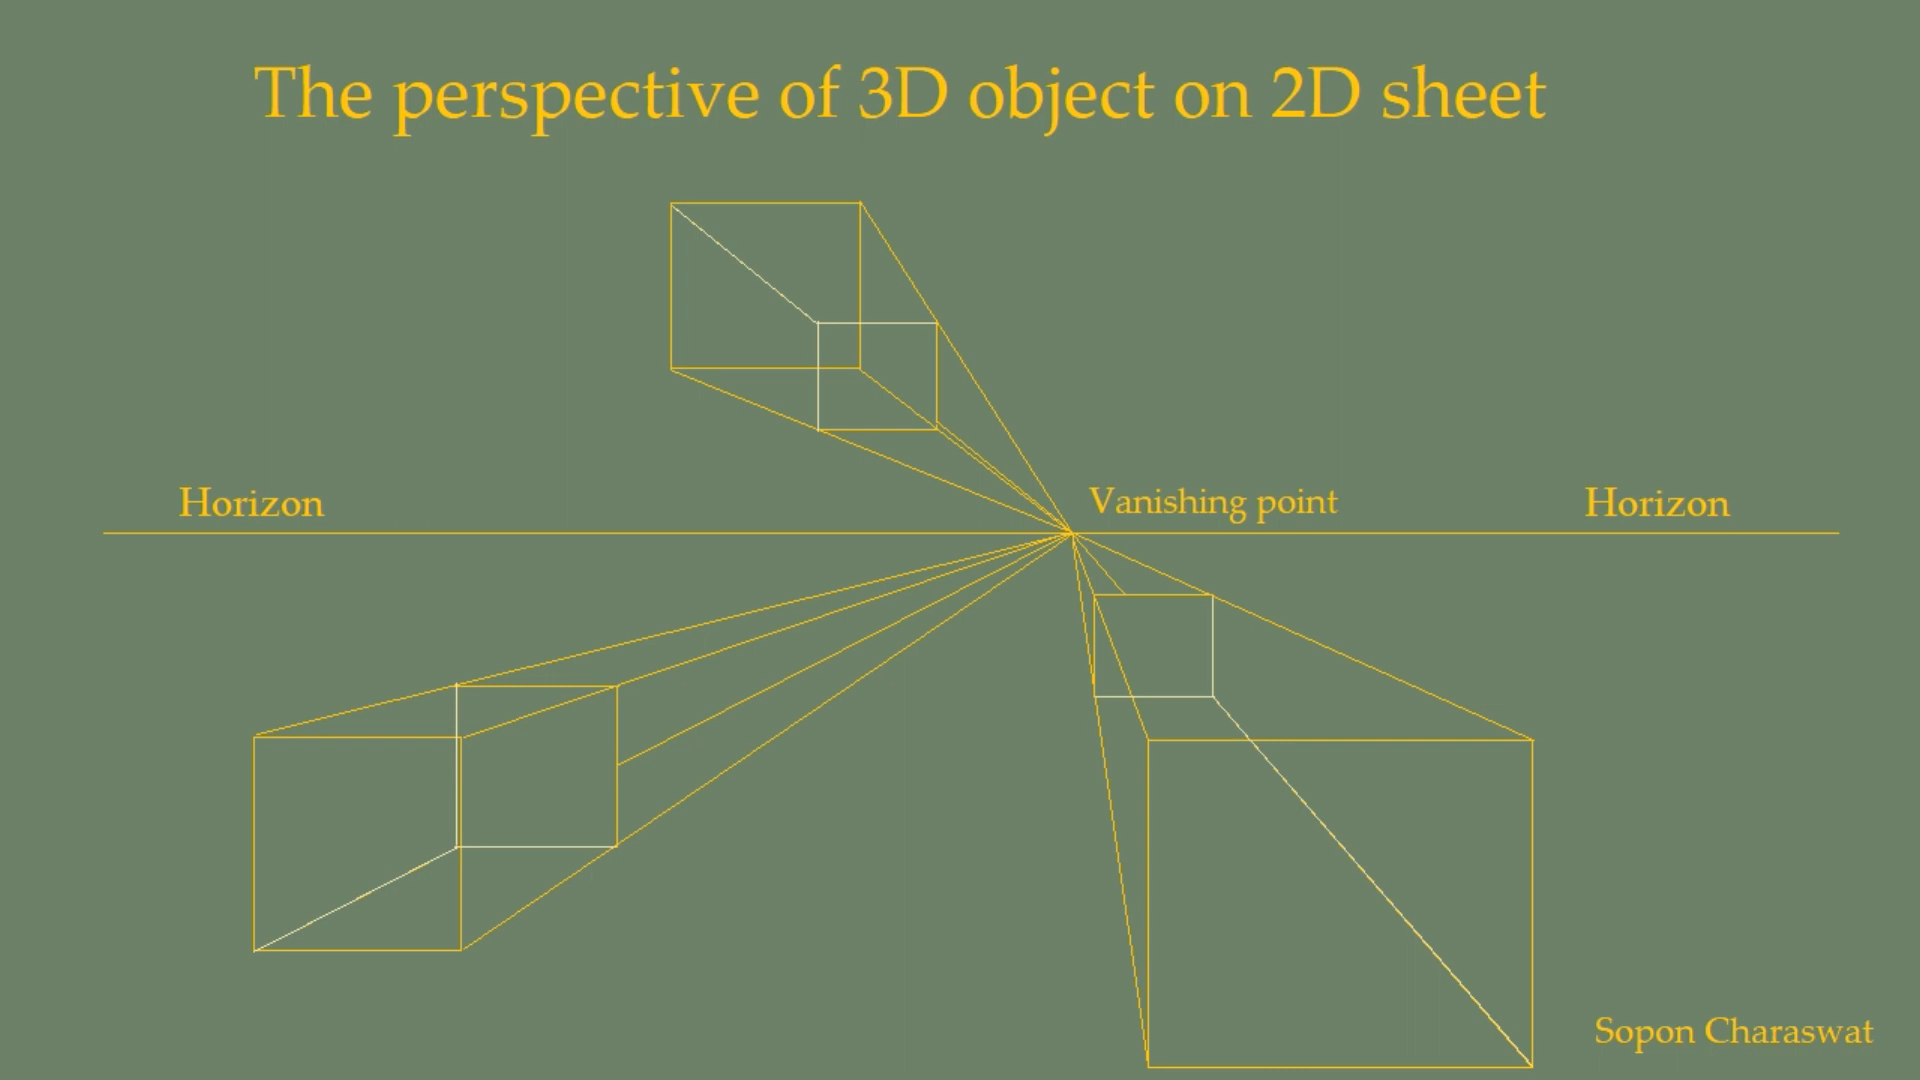 The perspective of 3D object on 2D sheet
Horizon
Vanishing point
Horizon
Sopon Charaswat